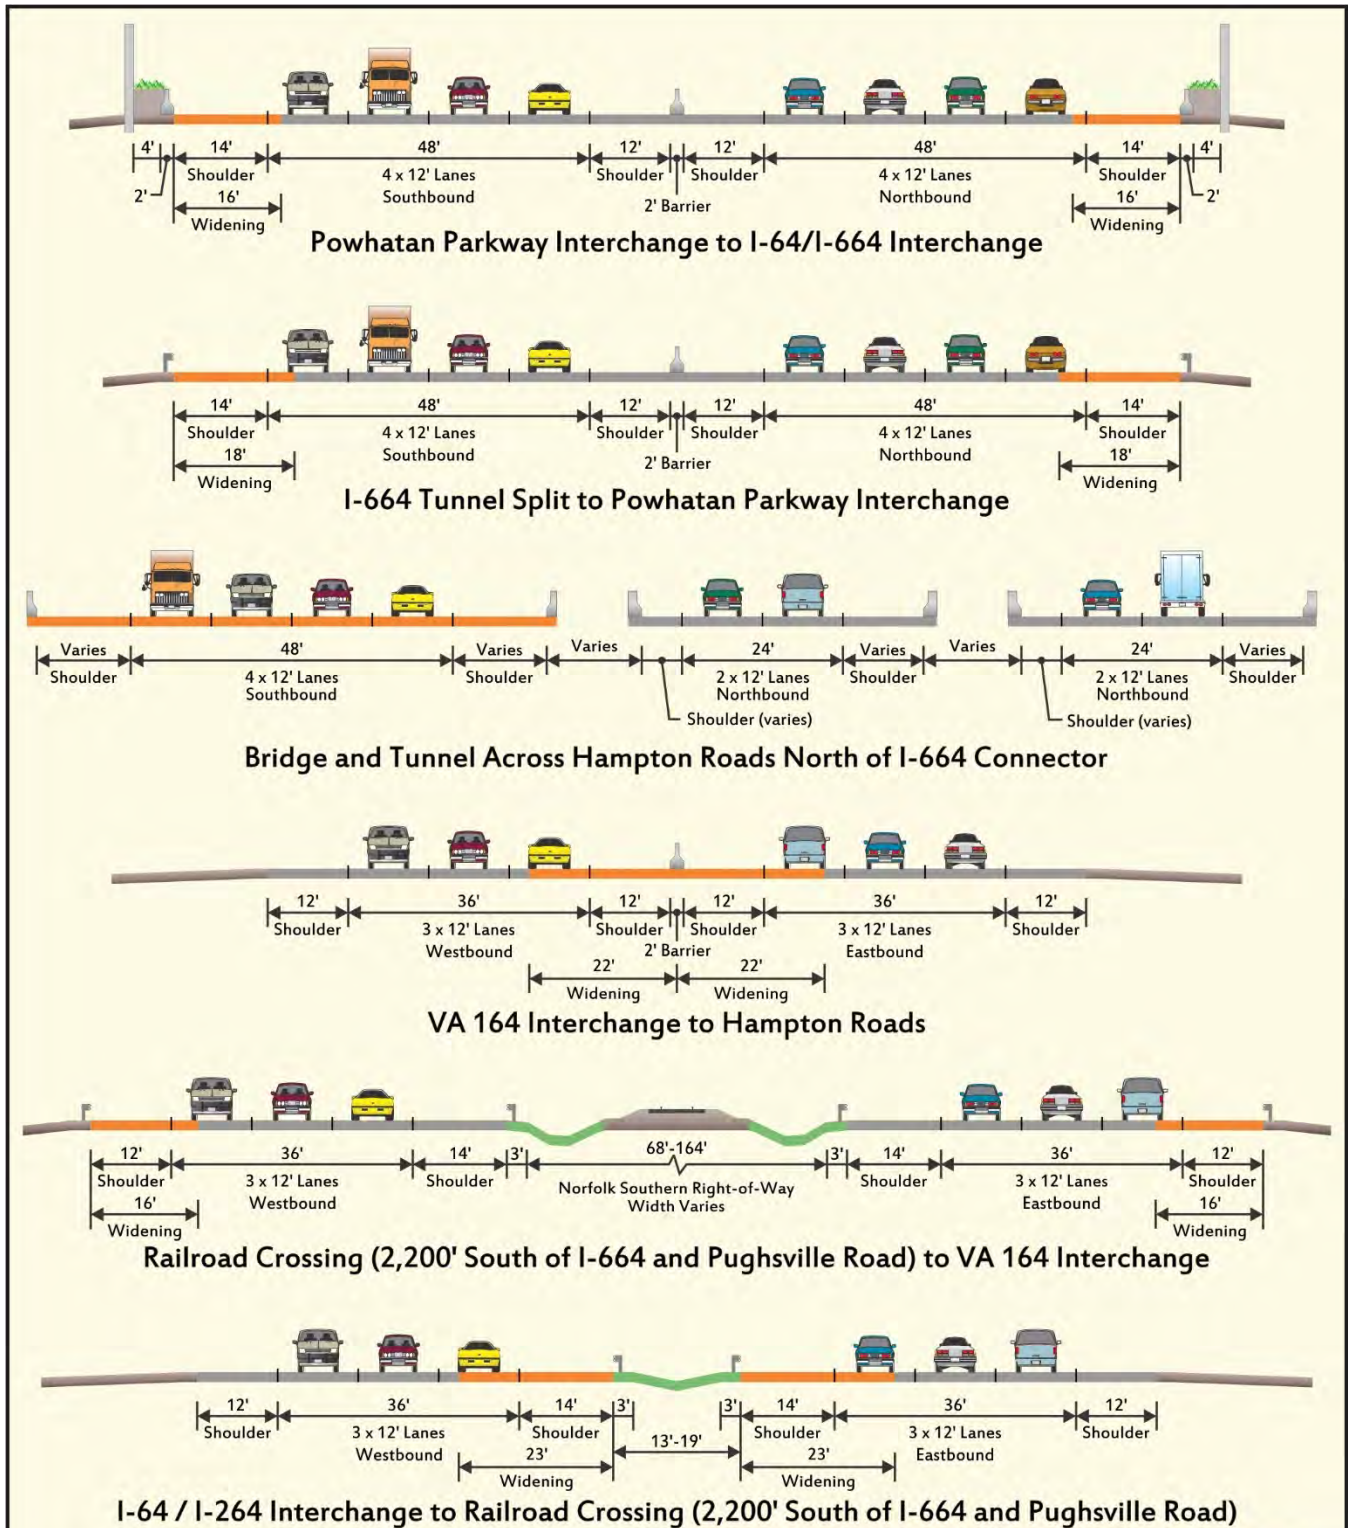 4' 14' 48' 12' 12' 48' 14' 4'
Shoulder 4 x 12' Lanes Shoulder Shoulder 4 x 12' Lanes Shoulder
2' Southbound Northbound 2'
16' 2' Barrier 16'
Widening Widening
Powhatan Parkway Interchange to I-64/I-664 Interchange
14' 48' 12' 12' 48' 14'
Shoulder 4 x 12' Lanes Shoulder Shoulder 4 x 12' Lanes Shoulder
Southbound Northbound
18' 2' Barrier 18'
Widening Widening
I-664 Tunnel Split to Powhatan Parkway Interchange
Varies 48' Varies Varies 24' Varies Varies 24' Varies
Shoulder 4 x 12' Lanes Shoulder 2 x 12' Lanes Shoulder 2 x 12' Lanes Shoulder
Southbound Northbound Northbound
Shoulder (varies) Shoulder (varies)
Bridge and Tunnel Across Hampton Roads North of I-664 Connector
12' 36' 12' 12' 36' 12'
Shoulder 3 x 12' Lanes Shoulder Shoulder 3 x 12' Lanes Shoulder
Westbound 2' Barrier Eastbound
22' 22'
Widening Widening
VA 164 Interchange to Hampton Roads
12' 36' 14' 3' 68'-164' 3' 14' 36' 12'
Shoulder 3 x 12' Lanes Shoulder Norfolk Southern Right-of-Way Shoulder 3 x 12' Lanes Shoulder
16' Westbound Width Varies Eastbound 16'
Widening Widening
Railroad Crossing (2,200' South of I-664 and Pughsville Road) to VA 164 Interchange
12' 36' 14' 3' 3' 14' 36' 12'
Shoulder 3 x 12' Lanes Shoulder Shoulder 3 x 12' Lanes Shoulder
Westbound 13'-19' Eastbound
23' 23'
Widening Widening
I-64 / I-264 Interchange to Railroad Crossing (2,200' South of I-664 and Pughsville Road)